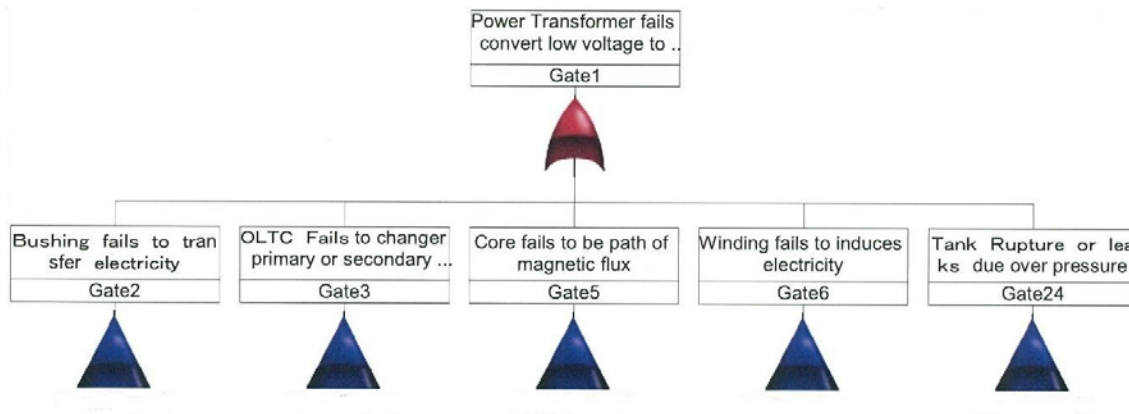 Power Transformer fails
convert low voltage to ..
Gate1
Bushing fails to tran
sfer electricity
Gate2
OLTC Fails to changer
primary or secondary ...
Gate3
Core fails to be path of
magnetic flux
Gate5
Winding fails to induces
electricity
Gate6
Tank Rupture or lea
ks due over pressure
Gate24